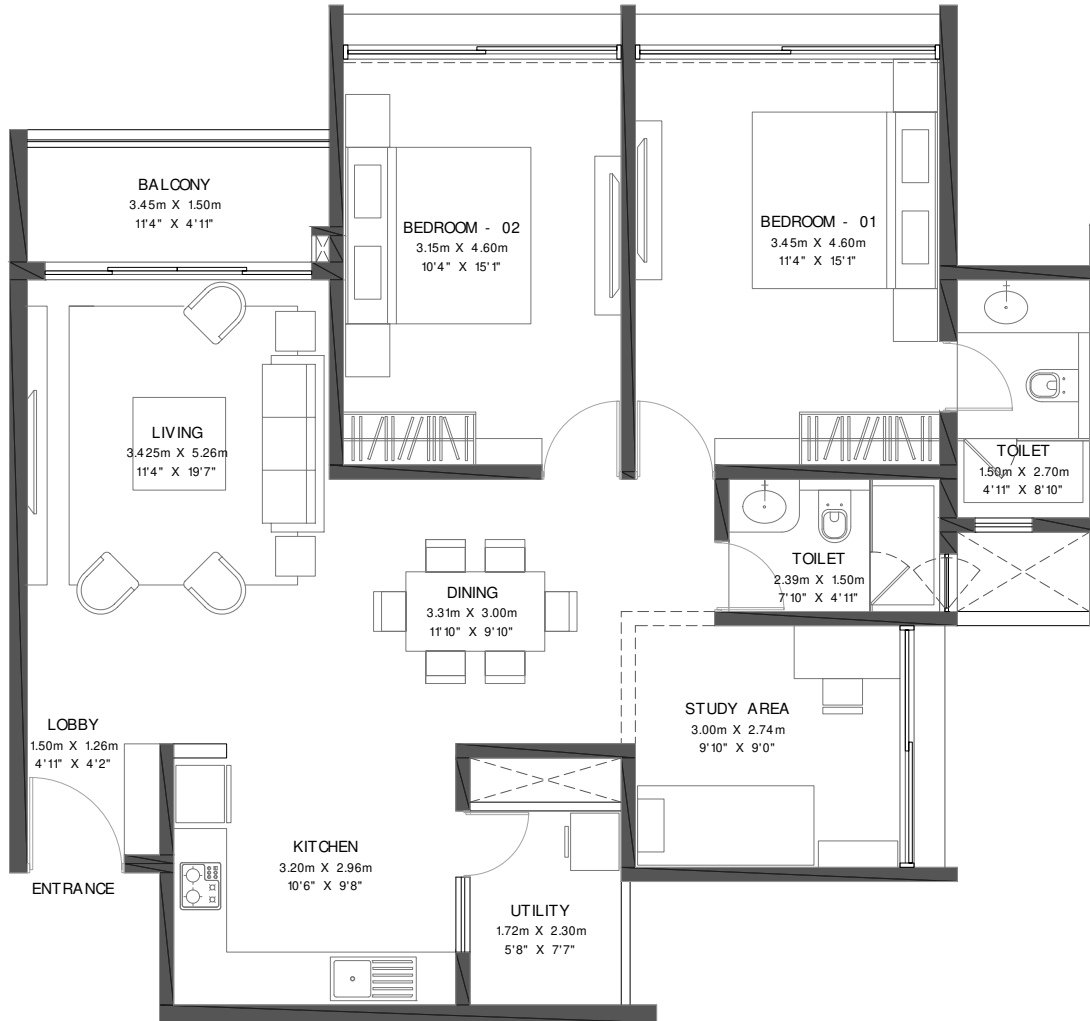 BALCONY
3.45m X 1.50m
11'4" X 4'11"
BEDROOM - 02
3.15m X 4.60m
10'4" X 15'1"
BEDROOM - 01
3.45m X 4.60m
11'4" X 15'1"
LIVING
3.425m X 5.26m
11'4" X 19'7"
TOILET
1.50m X 2.70m
4'11" X 8'10"
TOILET
2.39m X 1.50m
7'10" X 4'11"
DINING
3.31m X 3.00m
11'10" X 9'10"
STUDY AREA
3.00m X 2.74m
9'10" X 9'0"
LOBBY
1.50m X 1.26m
4'11" X 4'2"
KITCHEN
3.20m X 2.96m
10'6" X 9'8"
ENTRANCE
UTILITY
1.72m X 2.30m
5'8" X 7'7"